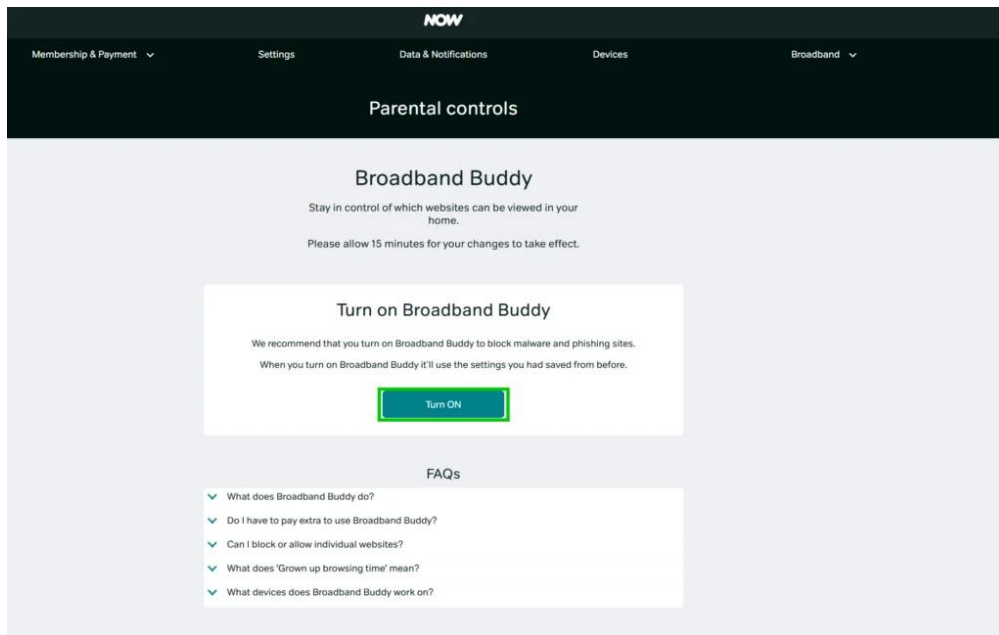 NOW
Membership & Payment
Settings
Data & Notifications
Devices
Broadband
Parental controls
Broadband Buddy
Stay in control of which websites can be viewed in your
home.
Please allow 15 minutes for your changes to take effect.
Turn on Broadband Buddy
We recommend that you turn on Broadband Buddy to block malware and phishing sites.
When you turn on Broadband Buddy it'll use the settings you had saved from before.
Turn ON
FAQs
What does Broadband Buddy do?
Do I have to pay extra to use Broadband Buddy?
Can I block or allow individual websites?
What does 'Grown up browsing time' mean?
What devices does Broadband Buddy work on?